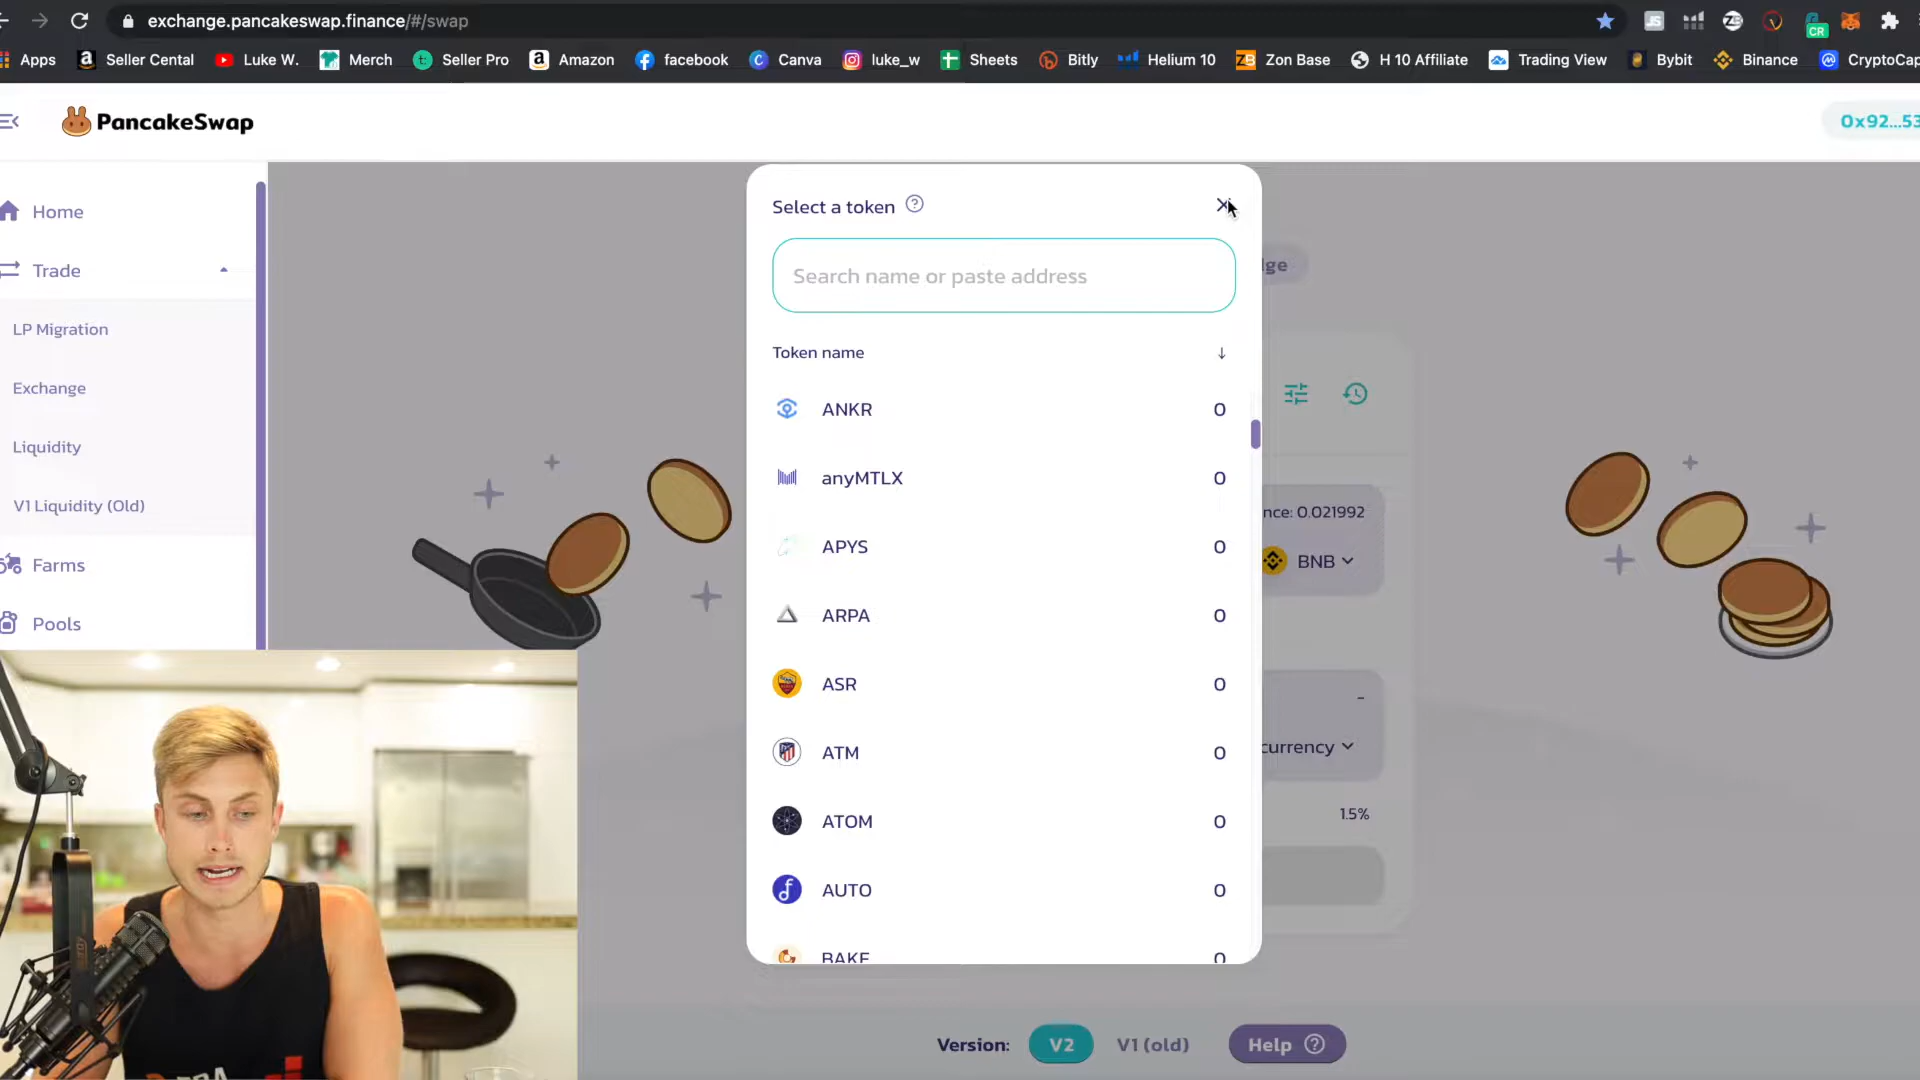 exchange.pancakeswap.finance/#/swap
JS
CR
Apps
Seller Cental
Luke W.
Merch
Seller Pro
Amazon
facebook
Canva
luke_w
Sheets
Bitly
Helium 10
Zon Base
H 10 Affiliate
Trading View
Bybit
Binance
CryptoCap
PancakeSwap
0x92...53
Home
Trade
LP Migration
Exchange
Liquidity
V1 Liquidity (Old)
Farms
Pools
Select a token
Search name or paste address
Token name
ANKR 0
anyMTLX 0
APYS 0
ARPA 0
ASR 0
ATM 0
ATOM 0
AUTO 0
BAKE 0
dge
nce: 0.021992
BNB
-
currency
1.5%
Version: V2 V1 (old) Help